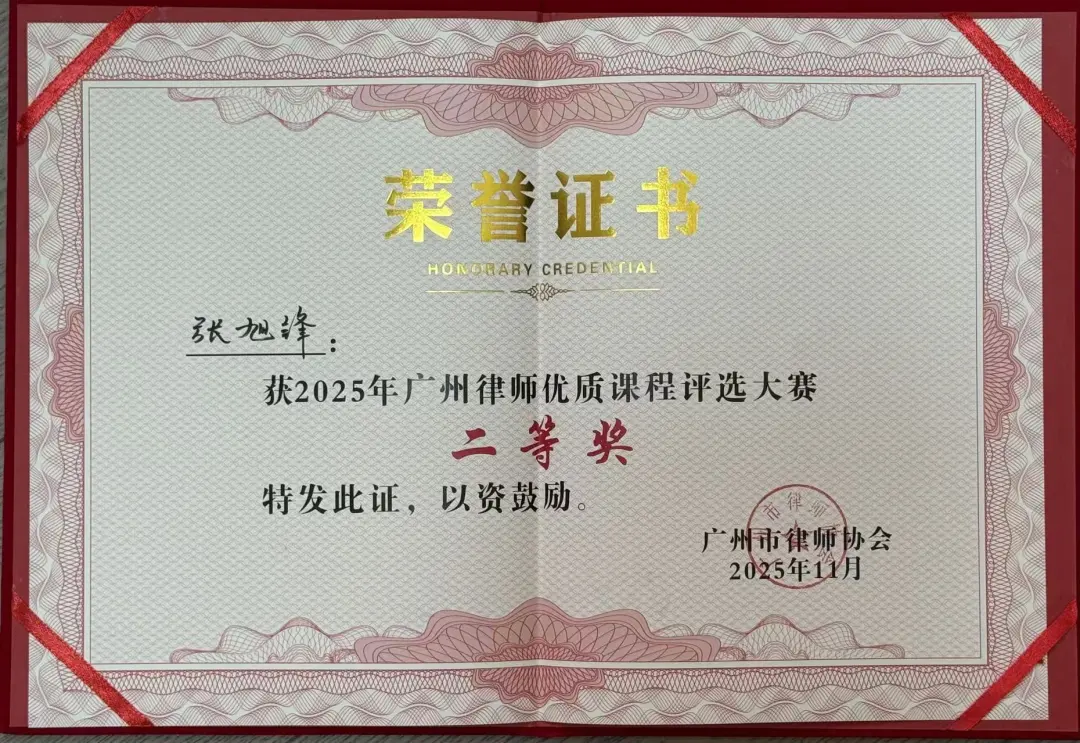 荣誉证书
HONORARY CREDENTIAL
张旭锋：
获2025年广州律师优质课程评选大赛
二等奖
特发此证，以资鼓励。
广州市律师协会
2025年11月